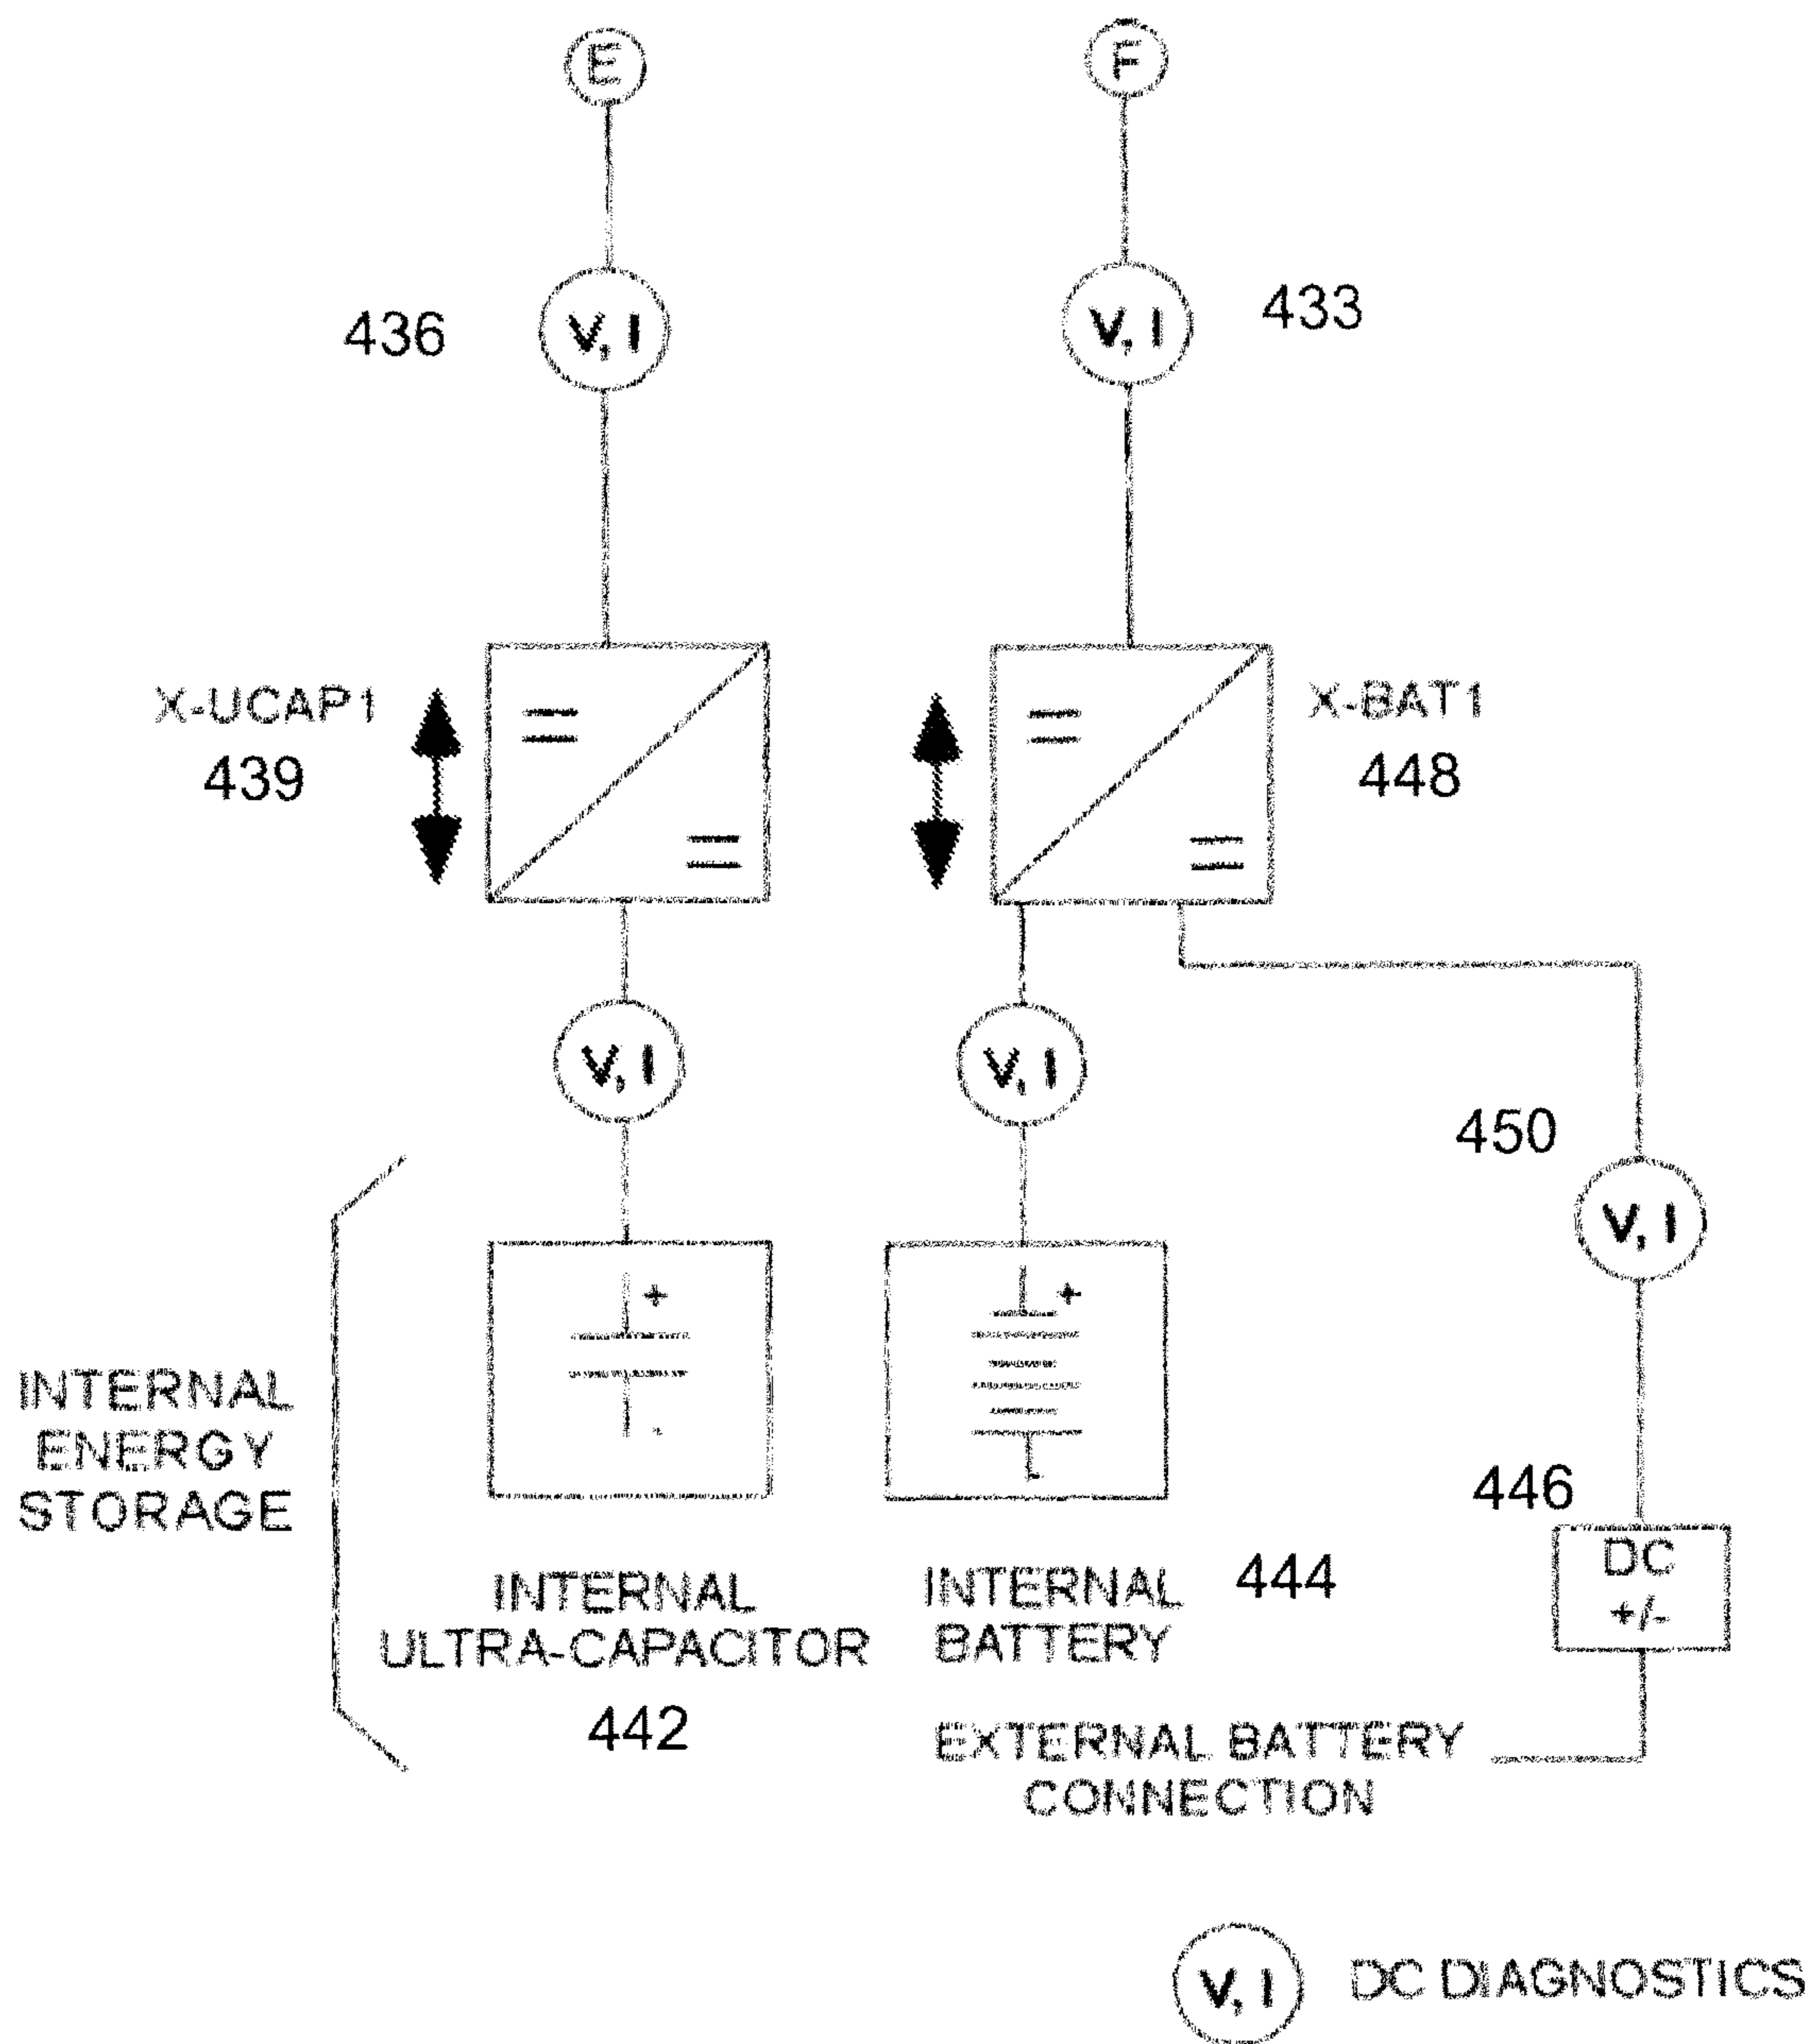 E
F
436
V, I
V, I
433
X-UCAP1
439
X-BAT1
448
V, I
V, I
450
V, I
INTERNAL
ENERGY
STORAGE
+
-
+
-
446
DC
+/-
INTERNAL
ULTRA-CAPACITOR
442
INTERNAL
BATTERY
444
EXTERNAL BATTERY
CONNECTION
V, I
DC DIAGNOSTICS